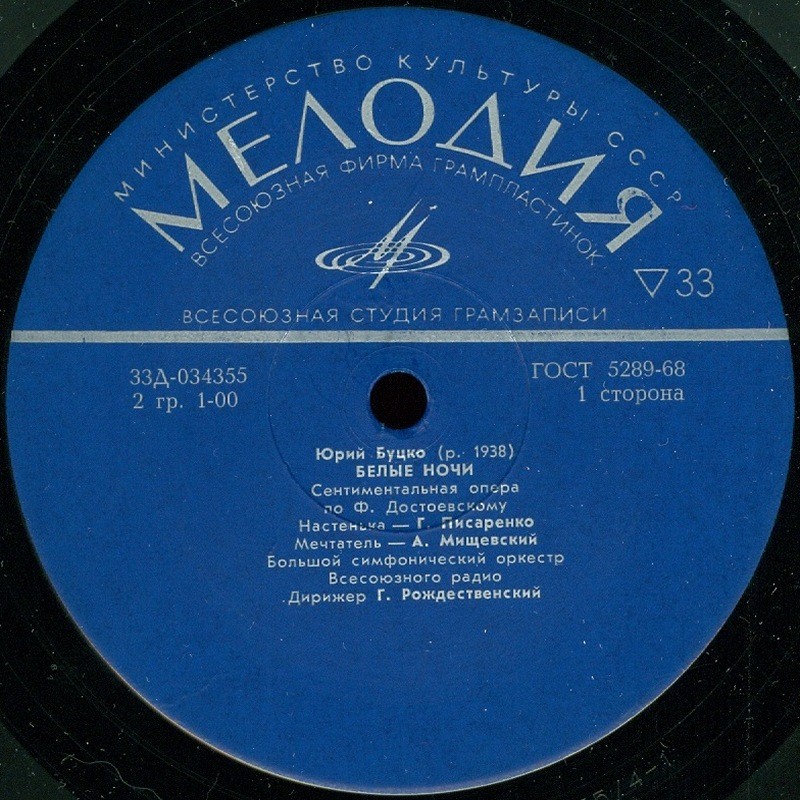 МИНИСТЕРСТВО КУЛЬТУРЫ СССР
МЕЛОДИЯ
ВСЕСОЮЗНАЯ ФИРМА ГРАМПЛАСТИНОК
▽33
ВСЕСОЮЗНАЯ СТУДИЯ ГРАМЗАПИСИ
33Д-034355
2 гр. 1-00
ГОСТ 5289-68
1 сторона
Юрий Буцко (р. 1938)
БЕЛЫЕ НОЧИ
Сентиментальная опера
по Ф. Достоевскому
Настенька — Г. Писаренко
Мечтатель — А. Мищевский
Большой симфонический оркестр
Всесоюзного радио
Дирижер Г. Рождественский